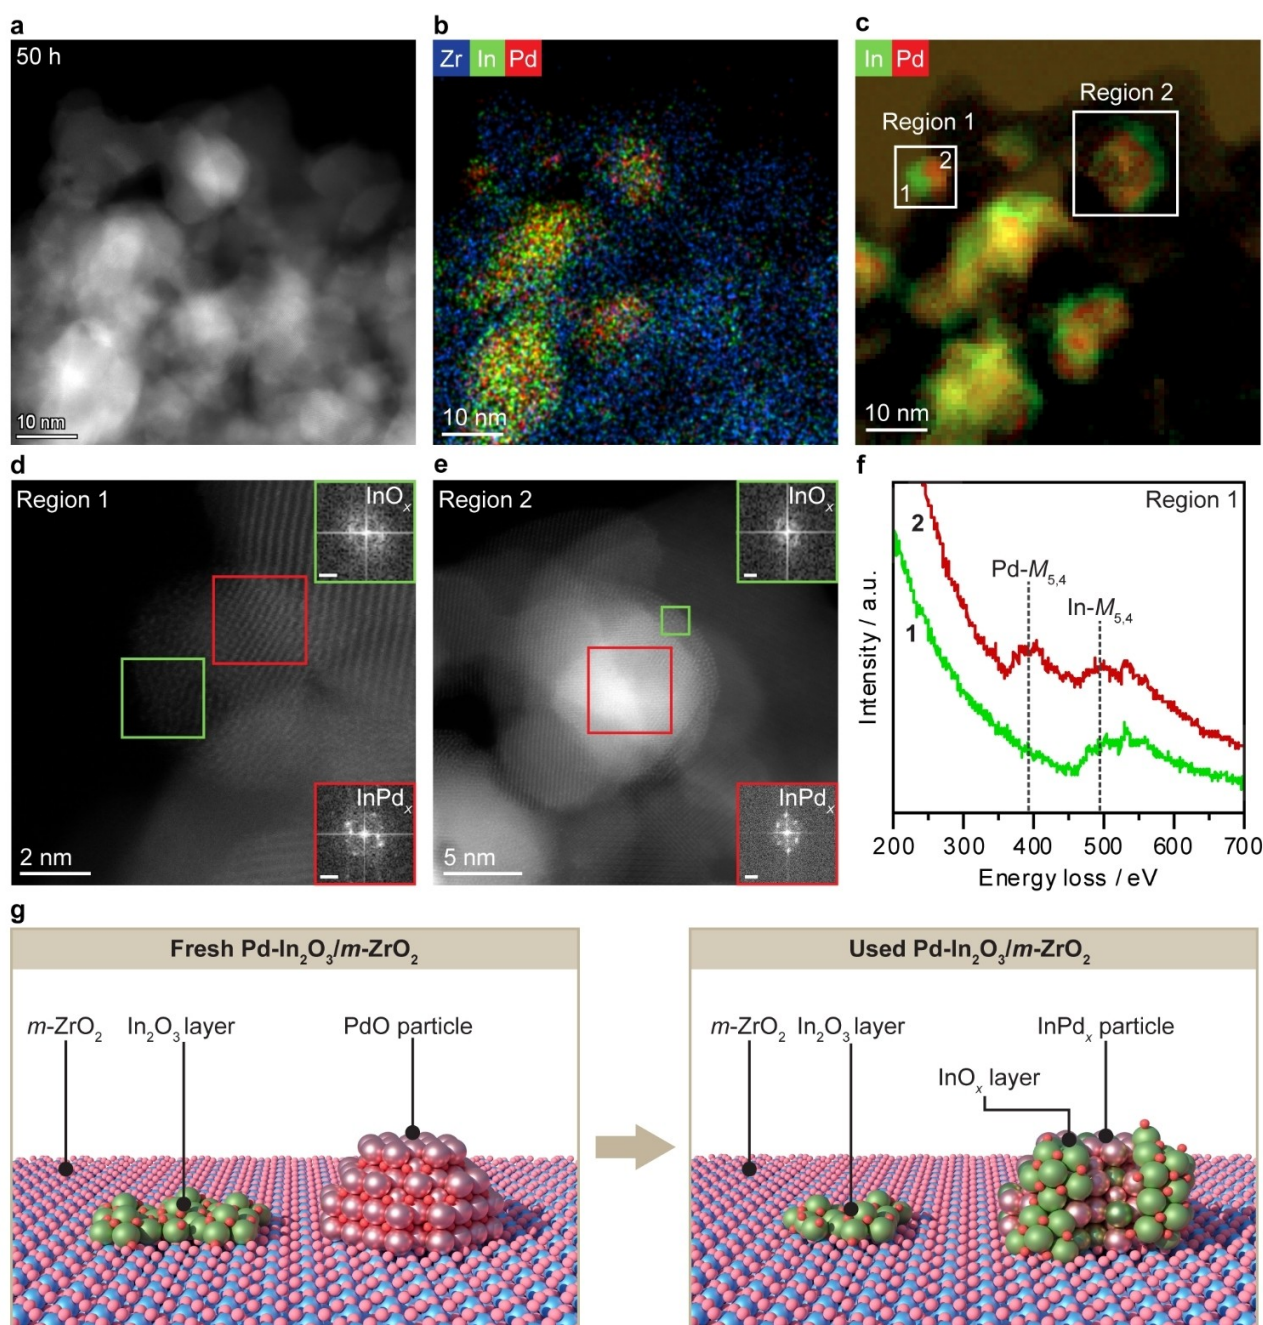 a
50 h
10 nm
b
Zr In Pd
10 nm
c
In Pd
Region 1
Region 2
1
2
10 nm
d
Region 1
InOₓ
InPdₓ
2 nm
e
Region 2
InOₓ
InPdₓ
5 nm
f
Region 1
2
1
Pd-M₅,₄
In-M₅,₄
Intensity / a.u.
200 300 400 500 600 700
Energy loss / eV
g
Fresh Pd-In₂O₃/m-ZrO₂
m-ZrO₂ In₂O₃ layer PdO particle
Used Pd-In₂O₃/m-ZrO₂
m-ZrO₂ In₂O₃ layer InPdₓ particle
InOₓ layer